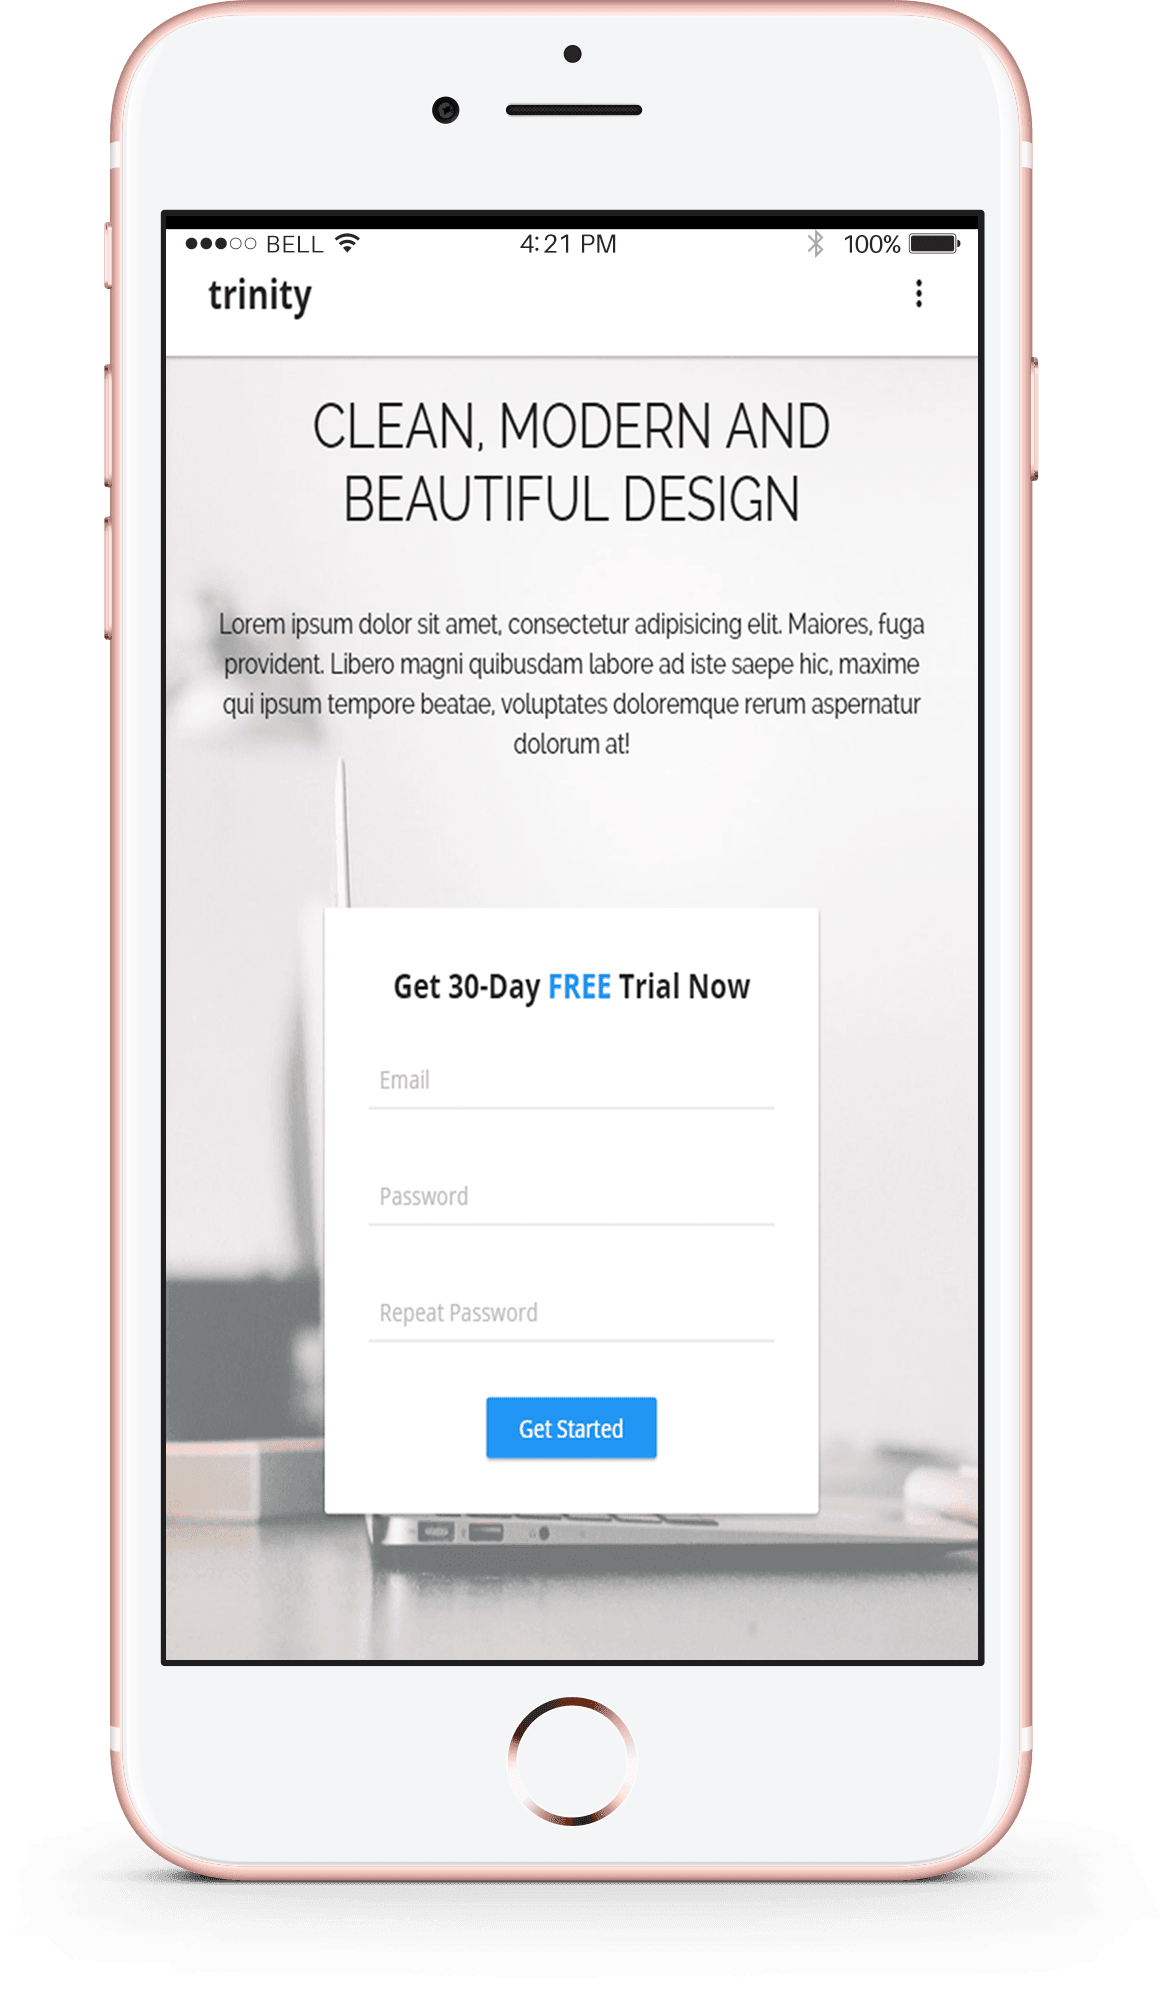 BELL 4:21 PM 100%
trinity
CLEAN, MODERN AND
BEAUTIFUL DESIGN
Lorem ipsum dolor sit amet, consectetur adipisicing elit. Maiores, fuga
provident. Libero magni quibusdam labore ad iste saepe hic, maxime
qui ipsum tempore beatae, voluptates doloremque rerum aspernatur
dolorum at!
Get 30-Day FREE Trial Now
Email
Password
Repeat Password
Get Started